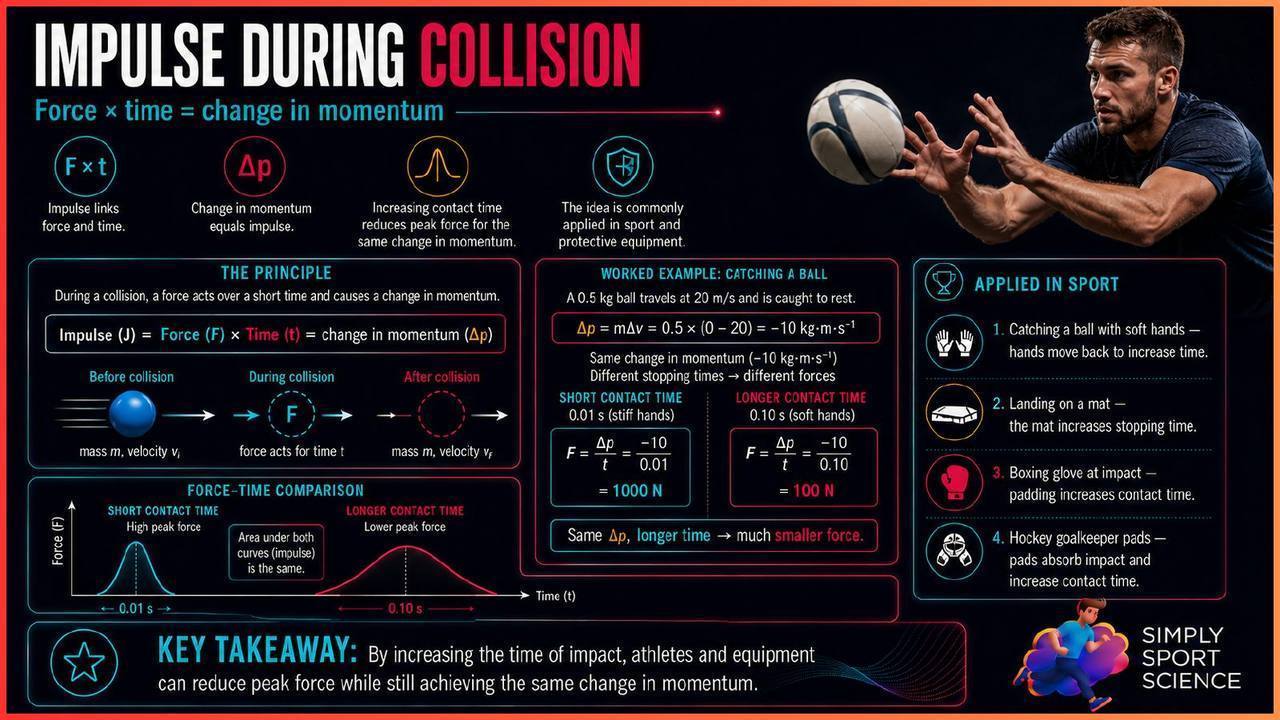 IMPULSE DURING COLLISION
Force × time = change in momentum
F × t
Impulse links
force and time.
Δp
Change in momentum
equals impulse.
Increasing contact time
reduces peak force for the
same change in momentum.
The idea is commonly
applied in sport and
protective equipment.
THE PRINCIPLE
During a collision, a force acts over a short time and causes a change in momentum.
Impulse (J) = Force (F) × Time (t) = change in momentum (Δp)
Before collision
mass m, velocity vᵢ
During collision
F
force acts for time t
After collision
mass m, velocity v_f
FORCE–TIME COMPARISON
Force (F)
SHORT CONTACT TIME
High peak force
Area under both
curves (impulse)
is the same.
LONGER CONTACT TIME
Lower peak force
← 0.01 s →
← 0.10 s →
Time (t)
WORKED EXAMPLE: CATCHING A BALL
A 0.5 kg ball travels at 20 m/s and is caught to rest.
Δp = mΔv = 0.5 × (0 – 20) = –10 kg·m·s⁻¹
Same change in momentum (–10 kg·m·s⁻¹)
Different stopping times → different forces
SHORT CONTACT TIME
0.01 s (stiff hands)
F = Δp/t = –10/0.01
= 1000 N
LONGER CONTACT TIME
0.10 s (soft hands)
F = Δp/t = –10/0.10
= 100 N
Same Δp, longer time → much smaller force.
APPLIED IN SPORT
1. Catching a ball with soft hands –
hands move back to increase time.
2. Landing on a mat –
the mat increases stopping time.
3. Boxing glove at impact –
padding increases contact time.
4. Hockey goalkeeper pads –
pads absorb impact and
increase contact time.
KEY TAKEAWAY: By increasing the time of impact, athletes and equipment
can reduce peak force while still achieving the same change in momentum.
SIMPLY
SPORT
SCIENCE